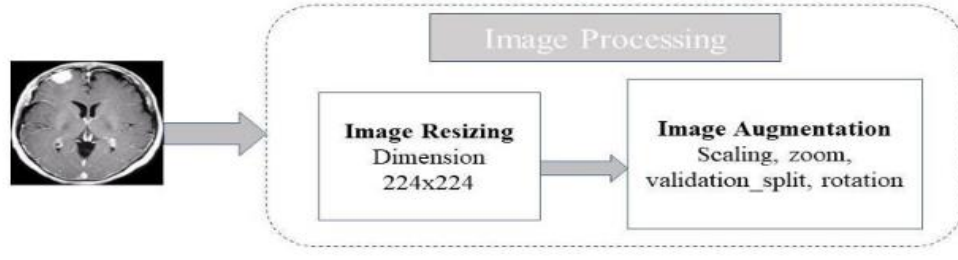 Image Processing
Image Resizing
Dimension
224x224
Image Augmentation
Scaling, zoom,
validation_split, rotation